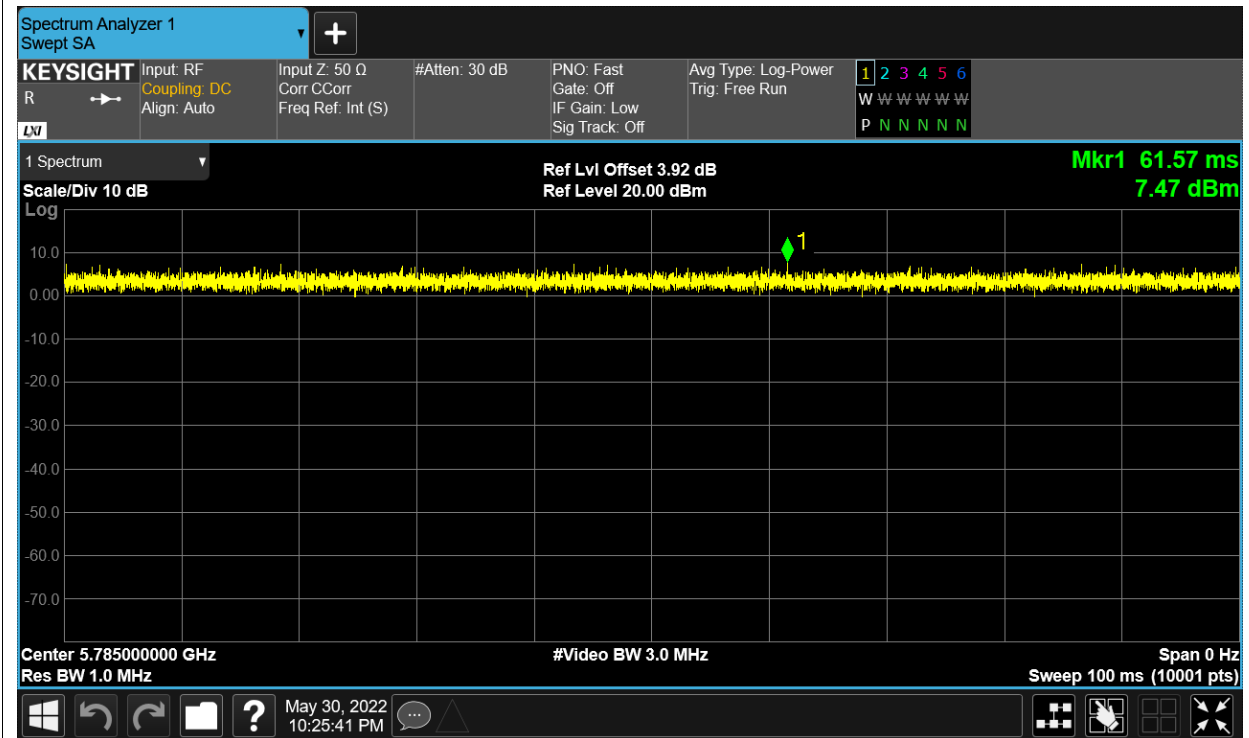 Spectrum Analyzer 1
Swept SA
KEYSIGHT
R
LXI
Input: RF
Coupling: DC
Align: Auto
Input Z: 50 Ω
Corr CCorr
Freq Ref: Int (S)
#Atten: 30 dB
PNO: Fast
Gate: Off
IF Gain: Low
Sig Track: Off
Avg Type: Log-Power
Trig: Free Run
1 2 3 4 5 6
W W W W W W
P N N N N N
1 Spectrum
Scale/Div 10 dB
Ref Lvl Offset 3.92 dB
Ref Level 20.00 dBm
Mkr1 61.57 ms
7.47 dBm
Log
1
10.0
0.00
-10.0
-20.0
-30.0
-40.0
-50.0
-60.0
-70.0
Center 5.785000000 GHz
Res BW 1.0 MHz
#Video BW 3.0 MHz
Span 0 Hz
Sweep 100 ms (10001 pts)
?
May 30, 2022
10:25:41 PM